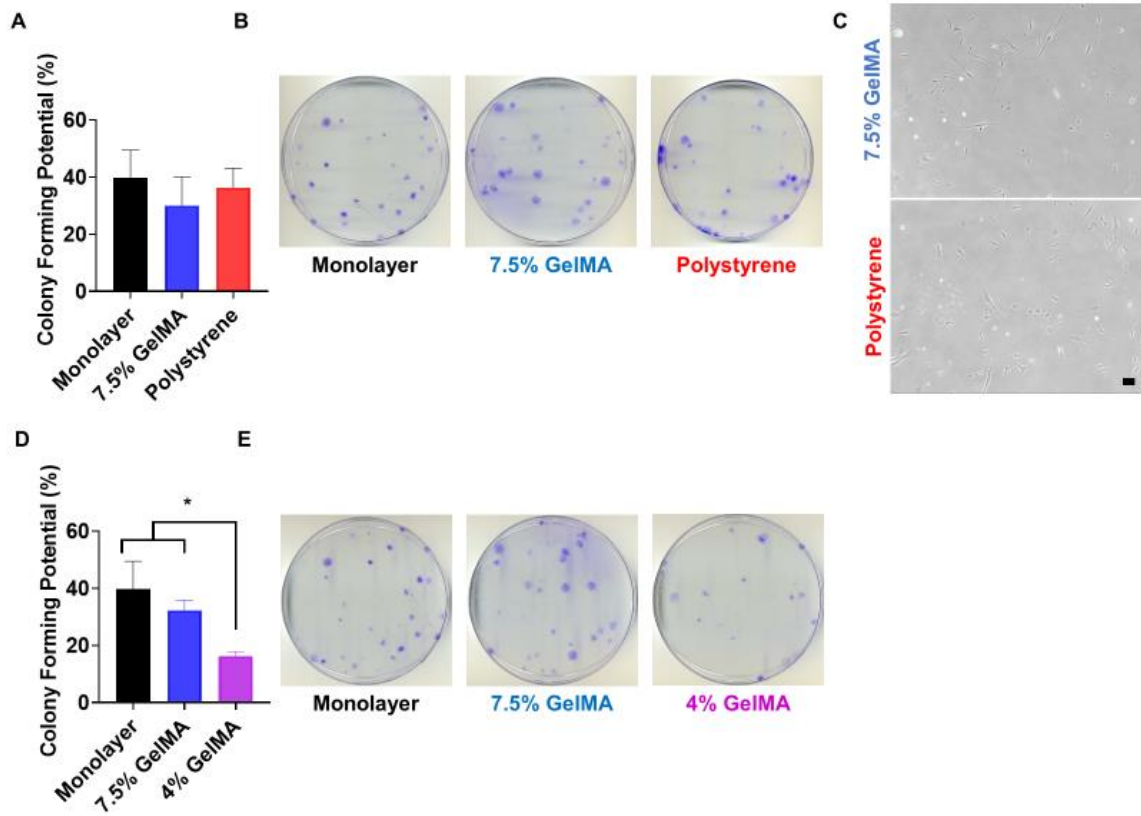 A
B
C
Colony Forming Potential (%)
60
40
20
0
Monolayer
7.5% GelMA
Polystyrene
Monolayer
7.5% GelMA
Polystyrene
7.5% GelMA
Polystyrene
D
E
Colony Forming Potential (%)
60
40
20
0
*
Monolayer
7.5% GelMA
4% GelMA
Monolayer
7.5% GelMA
4% GelMA